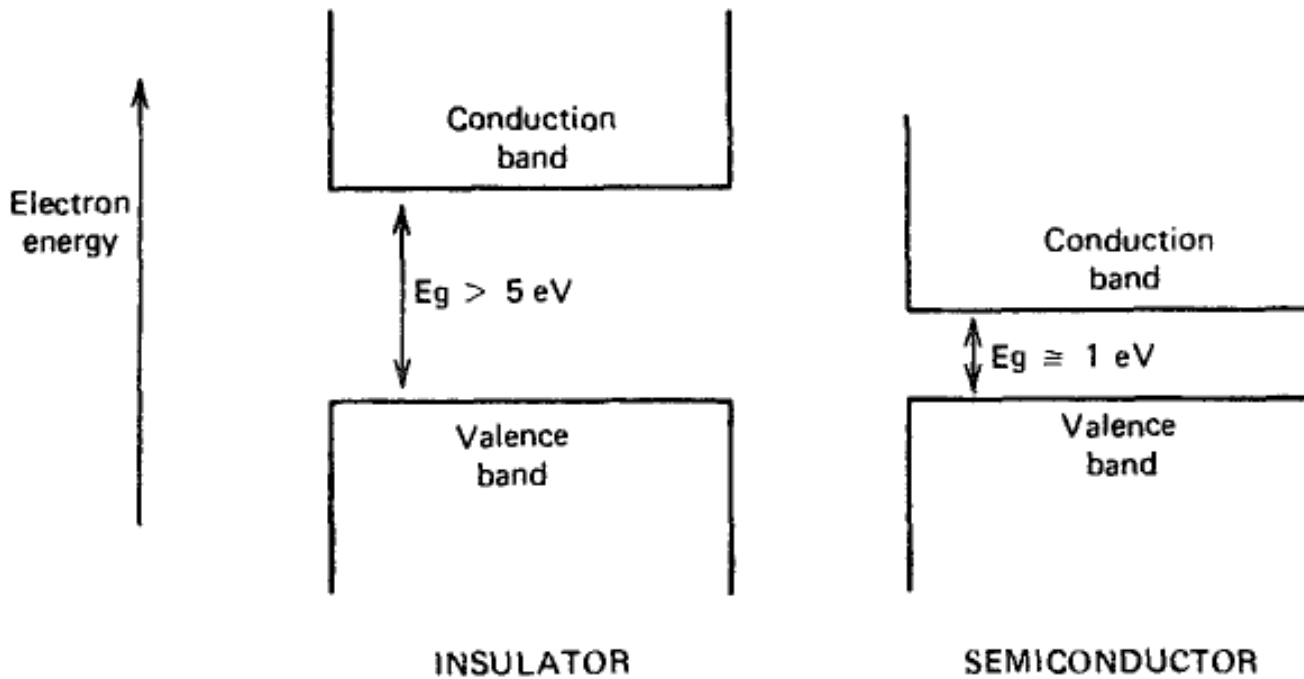 Conduction
band
Electron
energy
Eg > 5 eV
Conduction
band
Eg ≅ 1 eV
Valence
band
Valence
band
INSULATOR
SEMICONDUCTOR